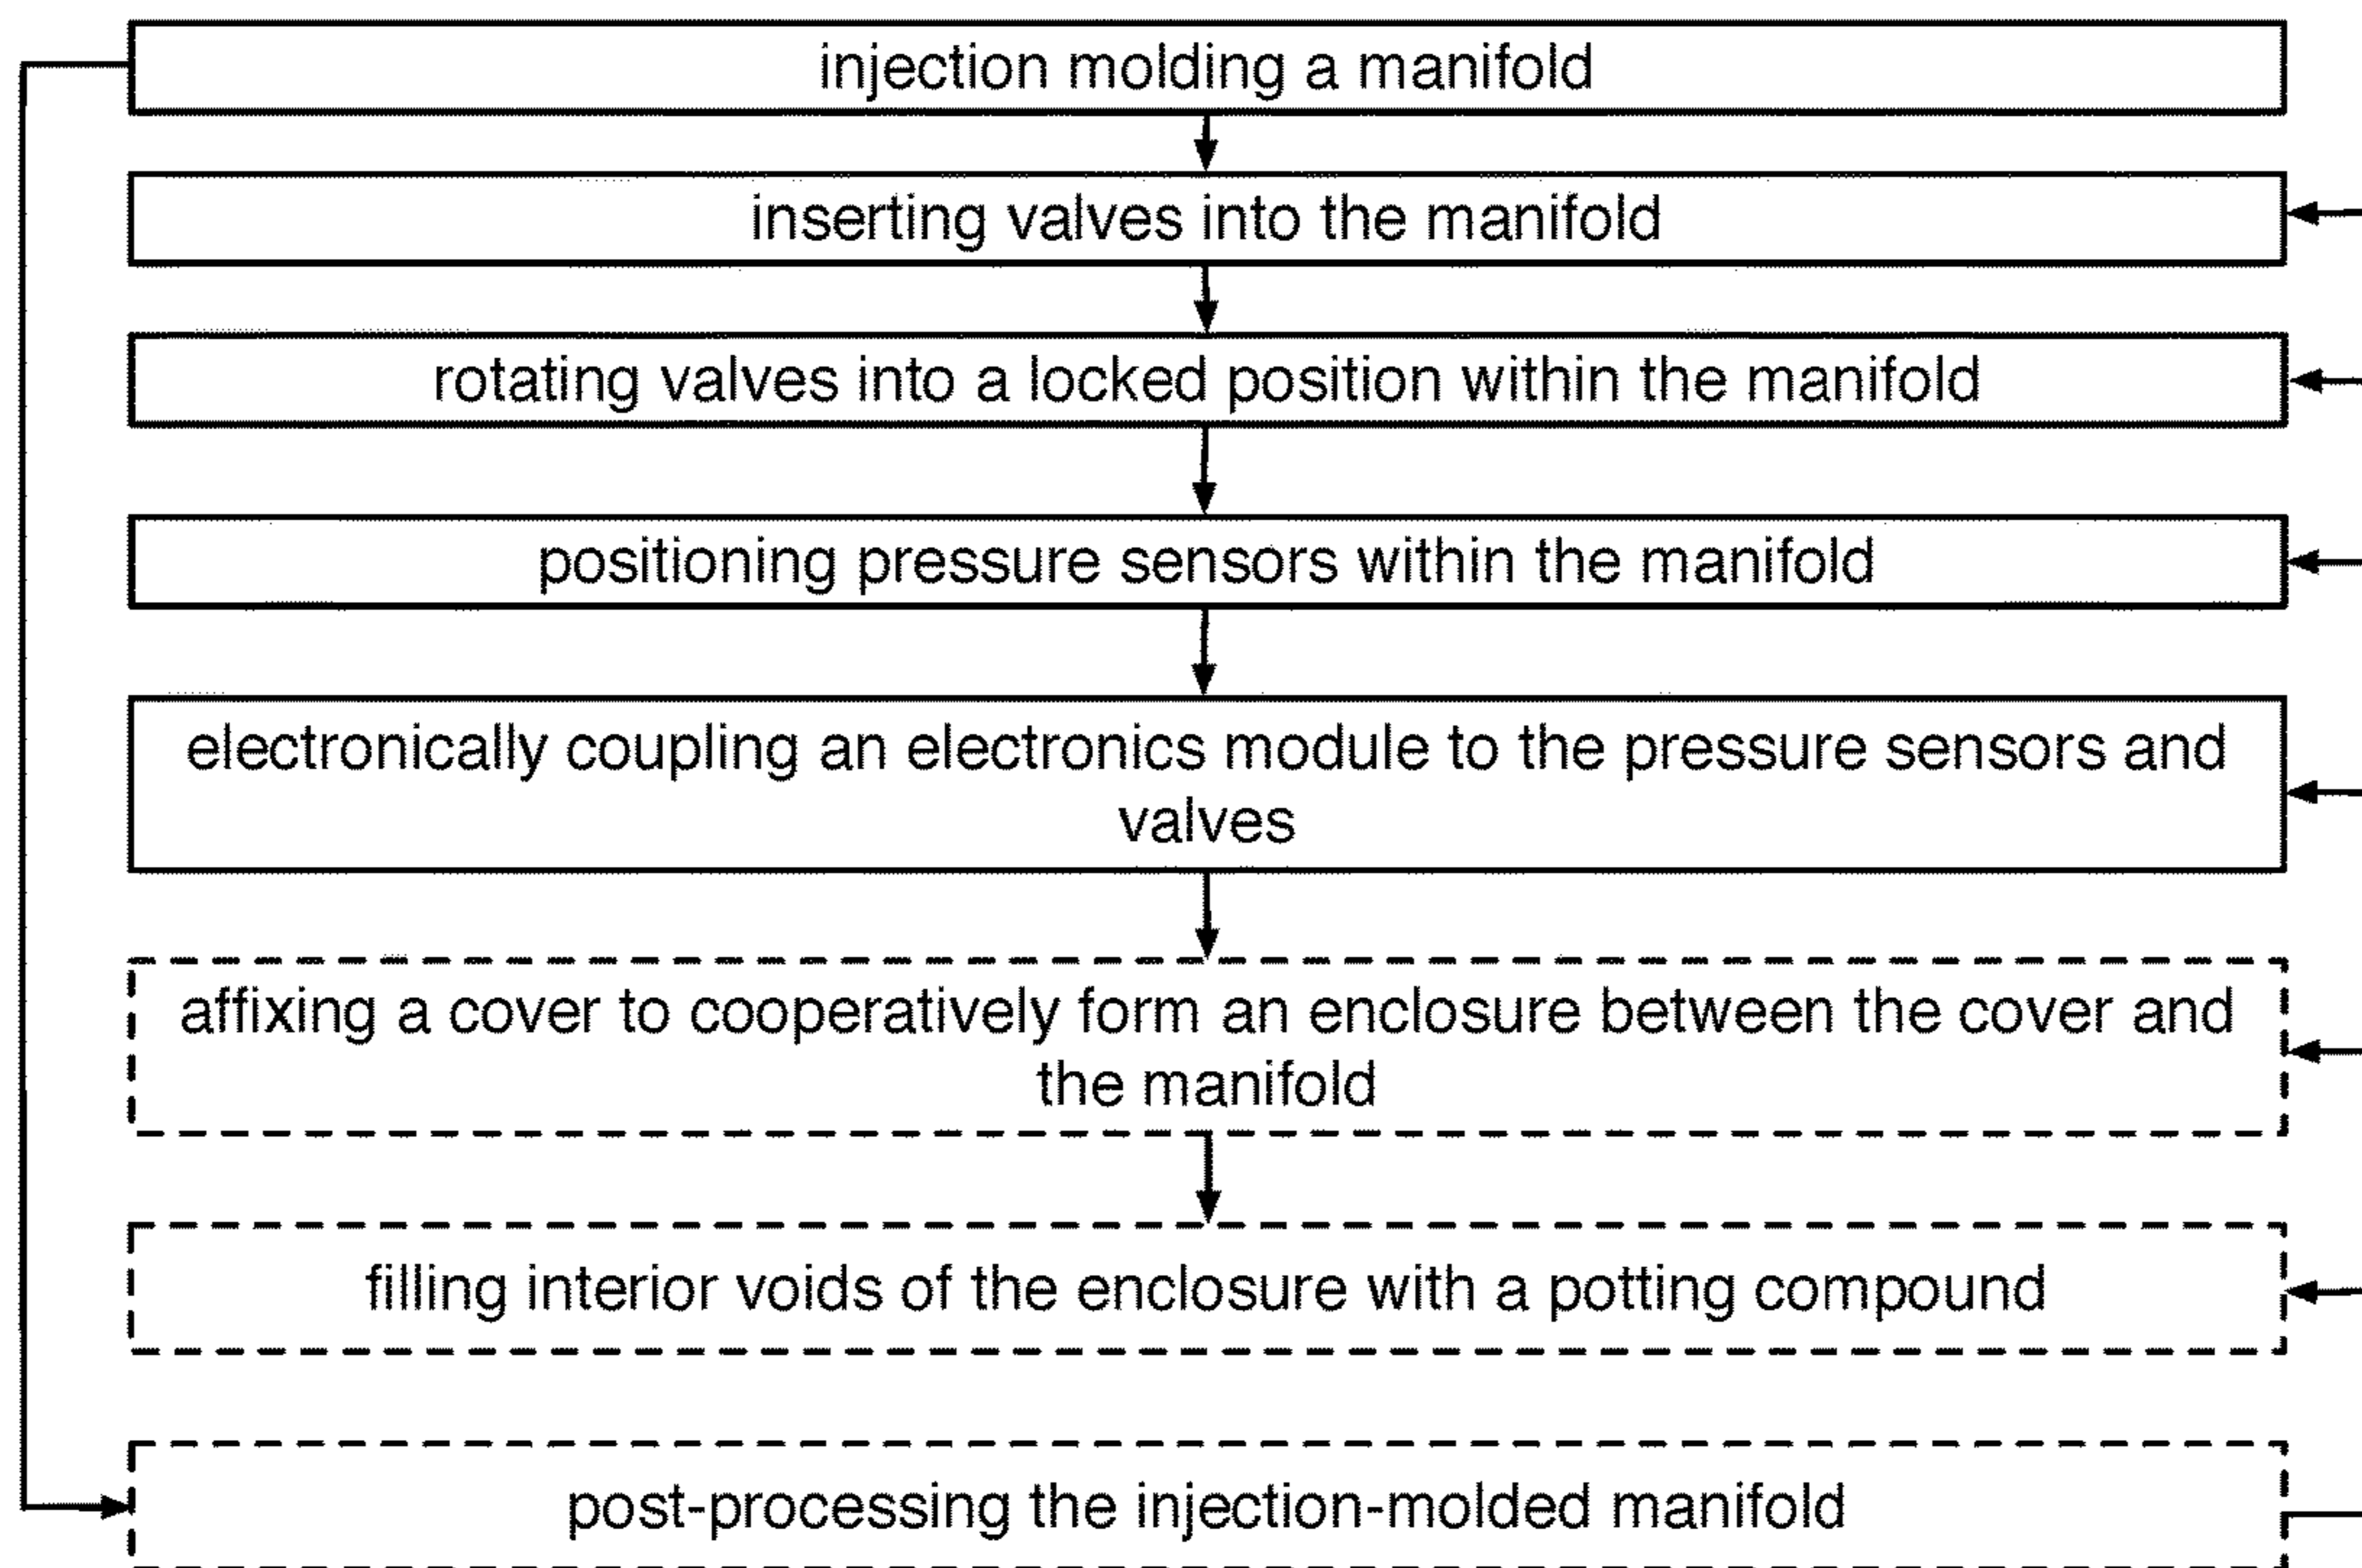 injection molding a manifold
inserting valves into the manifold
rotating valves into a locked position within the manifold
positioning pressure sensors within the manifold
electronically coupling an electronics module to the pressure sensors and
valves
affixing a cover to cooperatively form an enclosure between the cover and
the manifold
filling interior voids of the enclosure with a potting compound
post-processing the injection-molded manifold